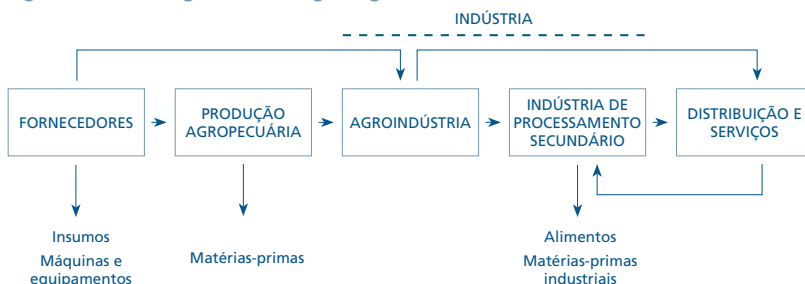 INDÚSTRIA
FORNECEDORES
PRODUÇÃO
AGROPECUÁRIA
AGROINDÚSTRIA
INDÚSTRIA DE
PROCESSAMENTO
SECUNDÁRIO
DISTRIBUIÇÃO E
SERVIÇOS
Insumos
Máquinas e
equipamentos
Matérias-primas
Alimentos
Matérias-primas
industriais